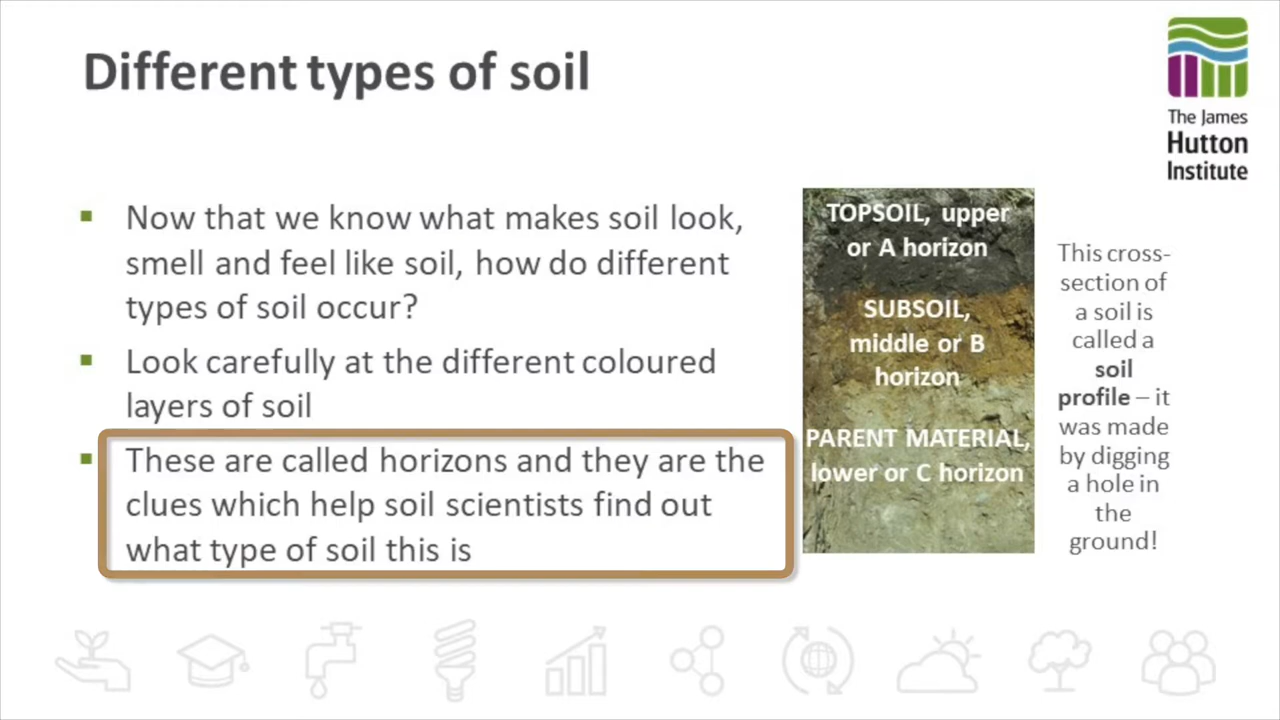 Different types of soil
The James
Hutton
Institute
Now that we know what makes soil look,
smell and feel like soil, how do different
types of soil occur?
Look carefully at the different coloured
layers of soil
These are called horizons and they are the
clues which help soil scientists find out
what type of soil this is
TOPSOIL, upper
or A horizon
SUBSOIL,
middle or B
horizon
PARENT MATERIAL,
lower or C horizon
This cross-
section of
a soil is
called a
soil
profile – it
was made
by digging
a hole in
the
ground!